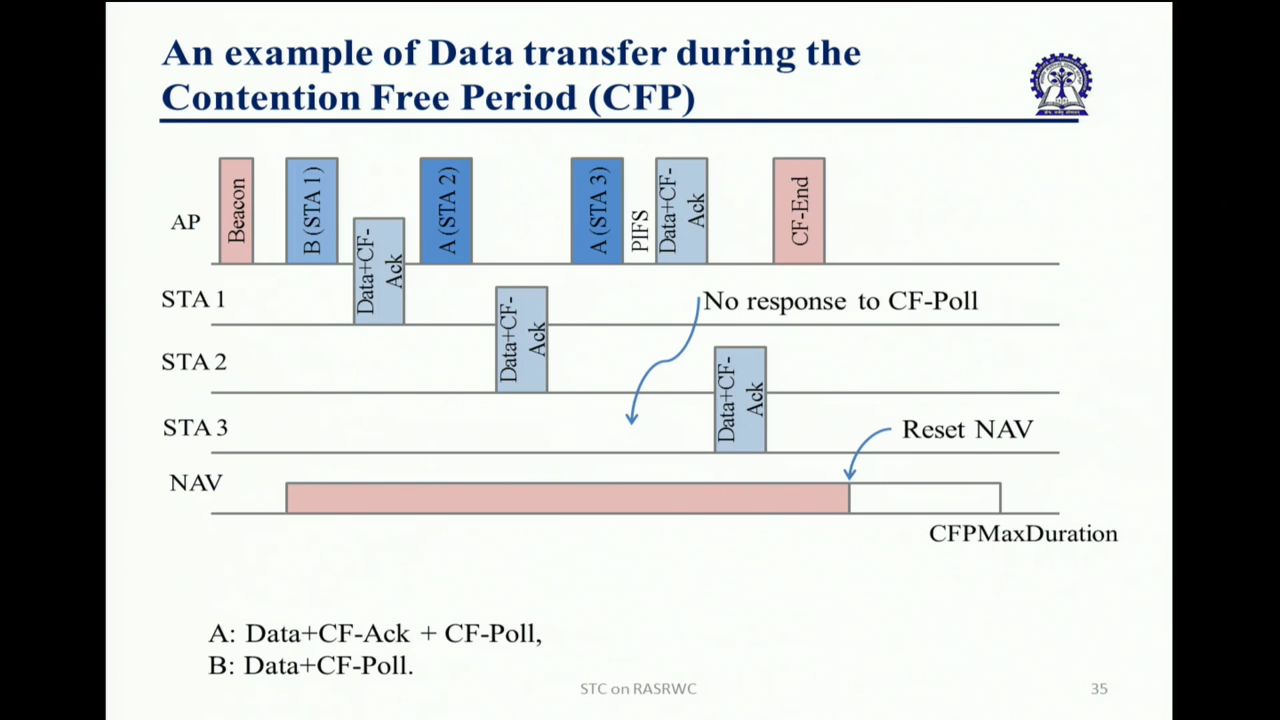 An example of Data transfer during the
Contention Free Period (CFP)
AP
Beacon
B (STA 1)
Data+CF-
Ack
A (STA 2)
A (STA 3)
PIFS
Data+CF-
Ack
CF-End
STA 1
Data+CF-
Ack
No response to CF-Poll
STA 2
Data+CF-
Ack
STA 3
Reset NAV
NAV
CFPMaxDuration
A: Data+CF-Ack + CF-Poll,
B: Data+CF-Poll.
STC on RASRWC
35